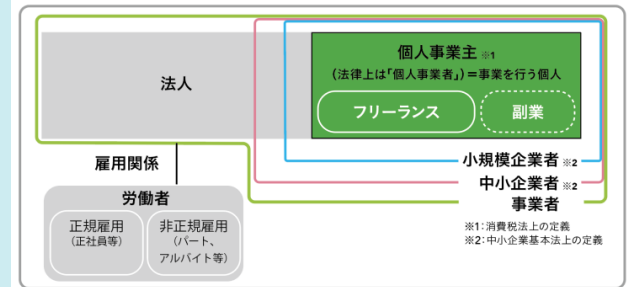 法人
個人事業主 ※1
(法律上は「個人事業者」)=事業を行う個人
フリーランス
副業
小規模企業者 ※2
中小企業者 ※2
事業者
雇用関係
労働者
正規雇用
(正社員等)
非正規雇用
(パート、
アルバイト等)
※1:消費税法上の定義
※2:中小企業基本法上の定義